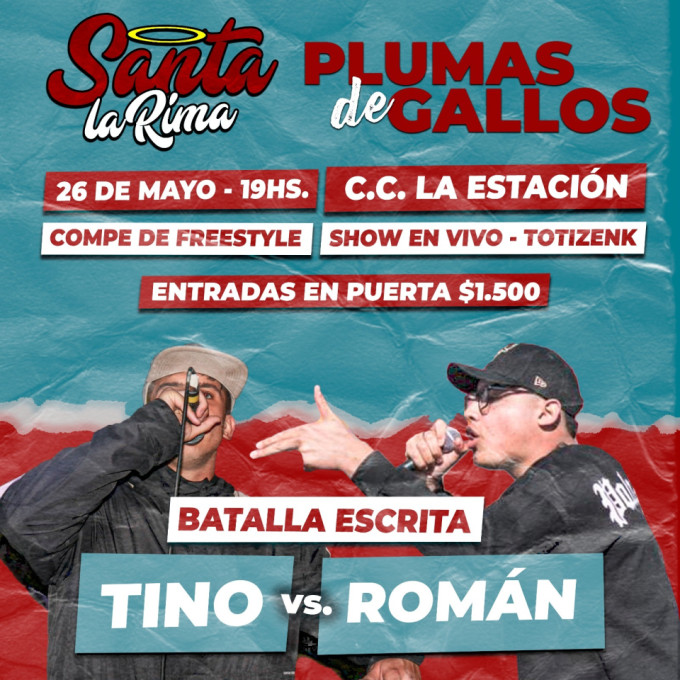 Santa
la Rima
PLUMAS
de GALLOS
26 DE MAYO - 19HS.
C.C. LA ESTACIÓN
COMPE DE FREESTYLE
SHOW EN VIVO - TOTIZENK
ENTRADAS EN PUERTA $1.500
BATALLA ESCRITA
TINO vs. ROMÁN